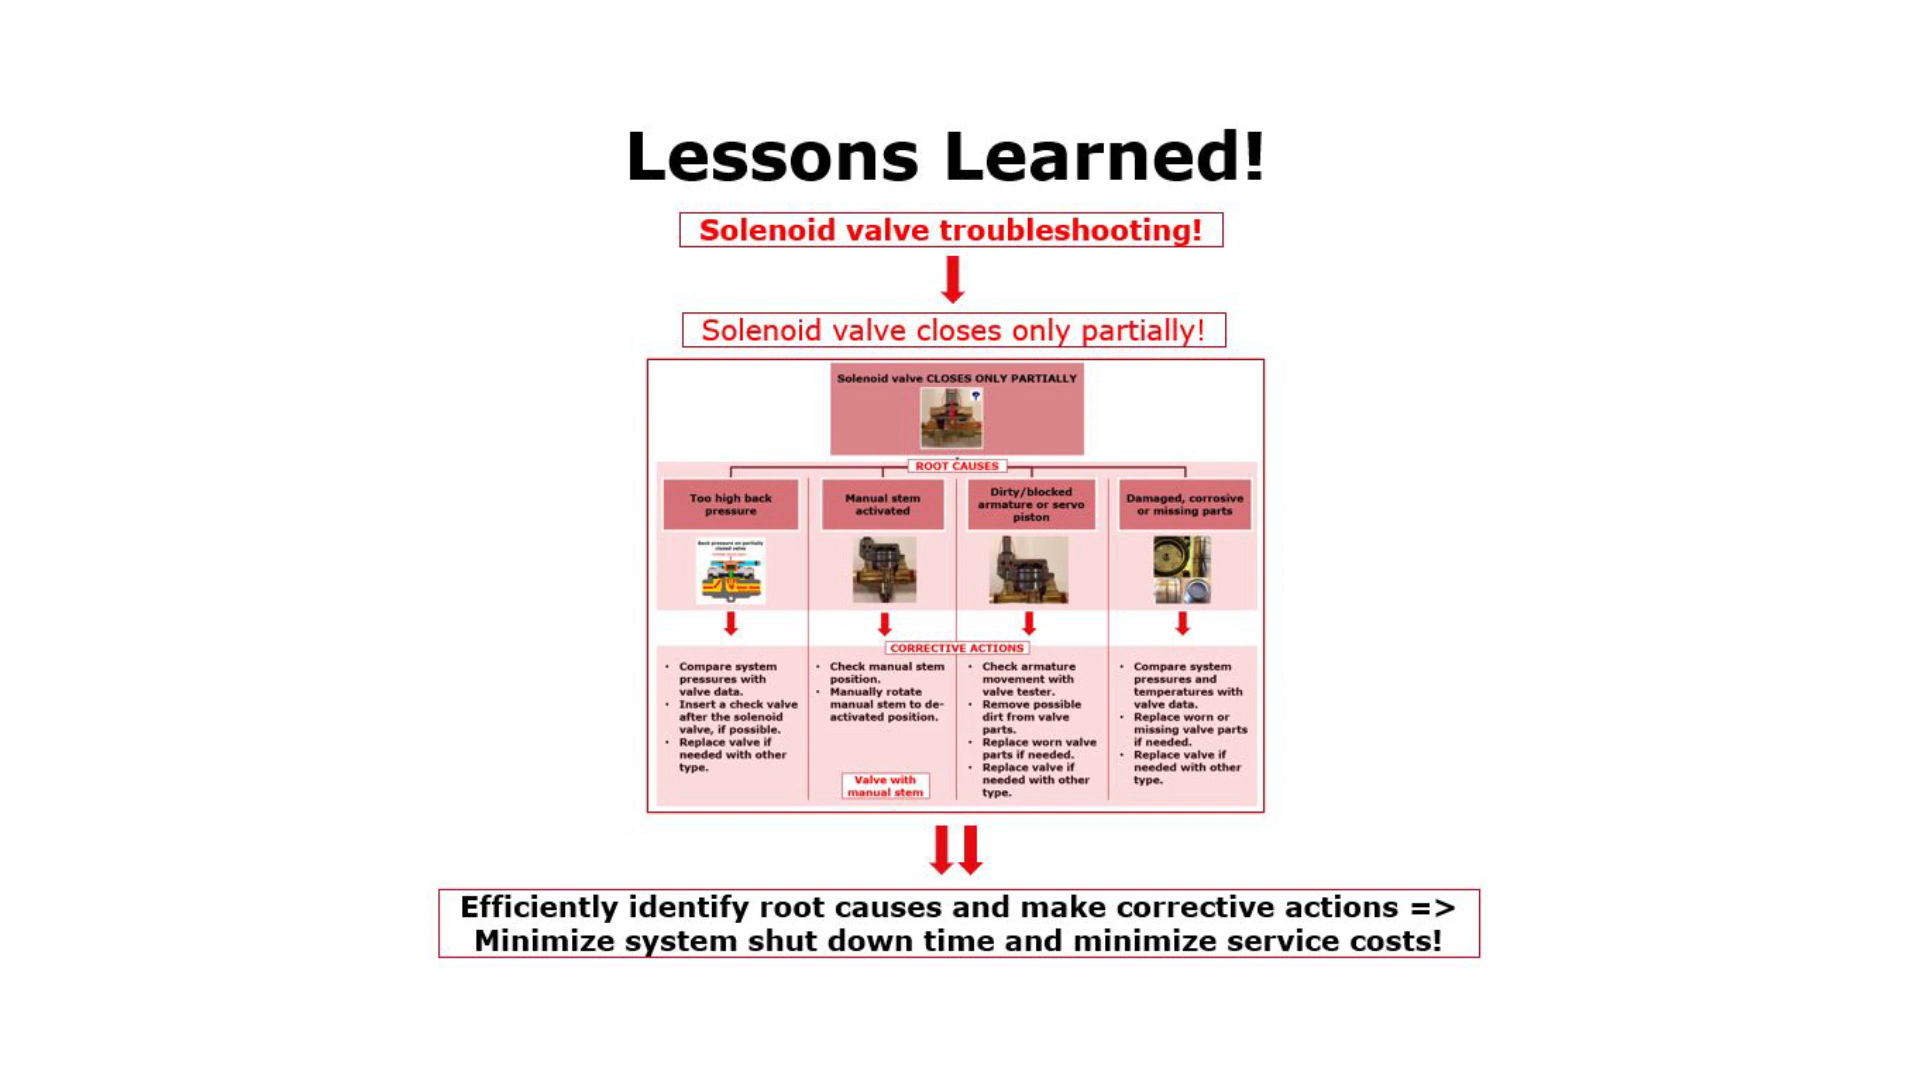 Lessons Learned!
Solenoid valve troubleshooting!
Solenoid valve closes only partially!
Solenoid valve CLOSES ONLY PARTIALLY
ROOT CAUSES
Too high back
pressure
Manual stem
activated
Dirty/blocked
armature or servo
piston
Damaged, corrosive
or missing parts
Back pressure on partially
closed valve
CORRECTIVE ACTIONS
· Compare system
pressures with
valve data.
· Insert a check valve
after the solenoid
valve, if possible.
· Replace valve if
needed with other
type.
· Check manual stem
position.
· Manually rotate
manual stem to de-
activated position.
Valve with
manual stem
· Check armature
movement with
valve tester.
· Remove possible
dirt from valve
parts.
· Replace worn valve
parts if needed.
· Replace valve if
needed with other
type.
· Compare system
pressures and
temperatures with
valve data.
· Replace worn or
missing valve parts
if needed.
· Replace valve if
needed with other
type.
Efficiently identify root causes and make corrective actions =>
Minimize system shut down time and minimize service costs!